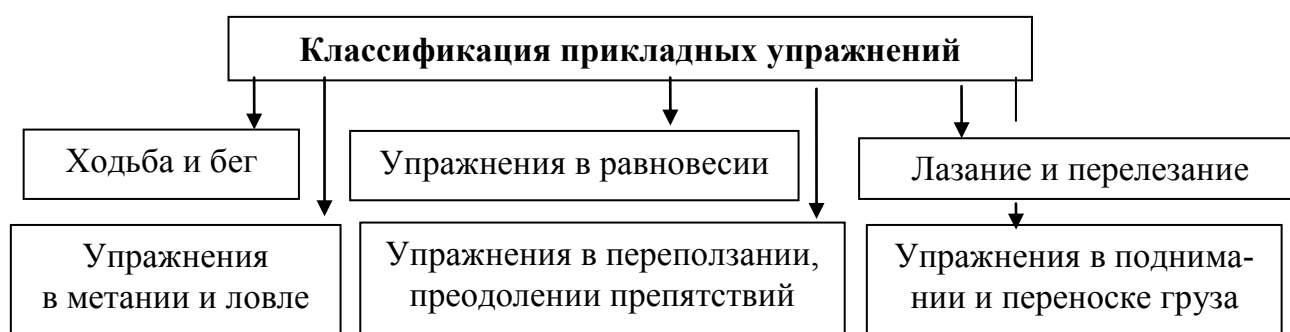 Классификация прикладных упражнений
Ходьба и бег
Упражнения в равновесии
Лазание и перелезание
Упражнения
в метании и ловле
Упражнения в переползании,
преодолении препятствий
Упражнения в поднима-
нии и переноске груза